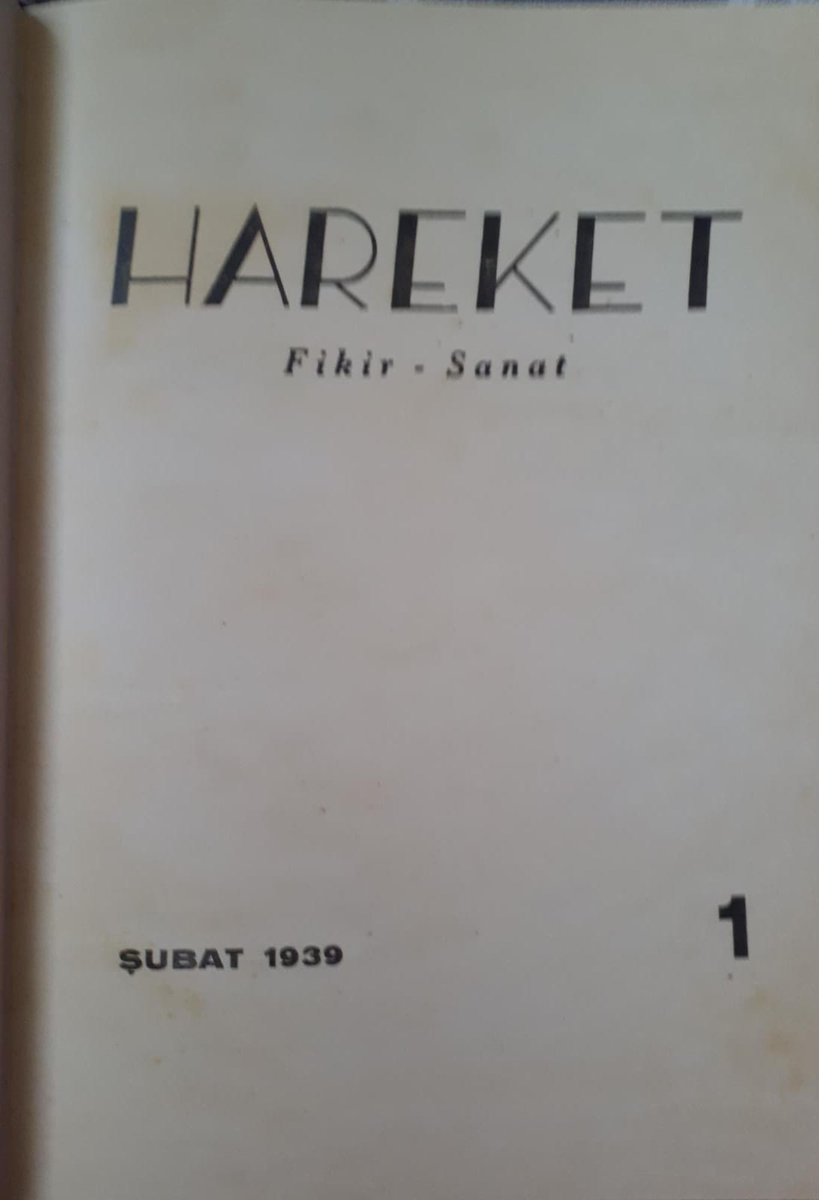 HAREKET
Fikir - Sanat
1
ŞUBAT 1939